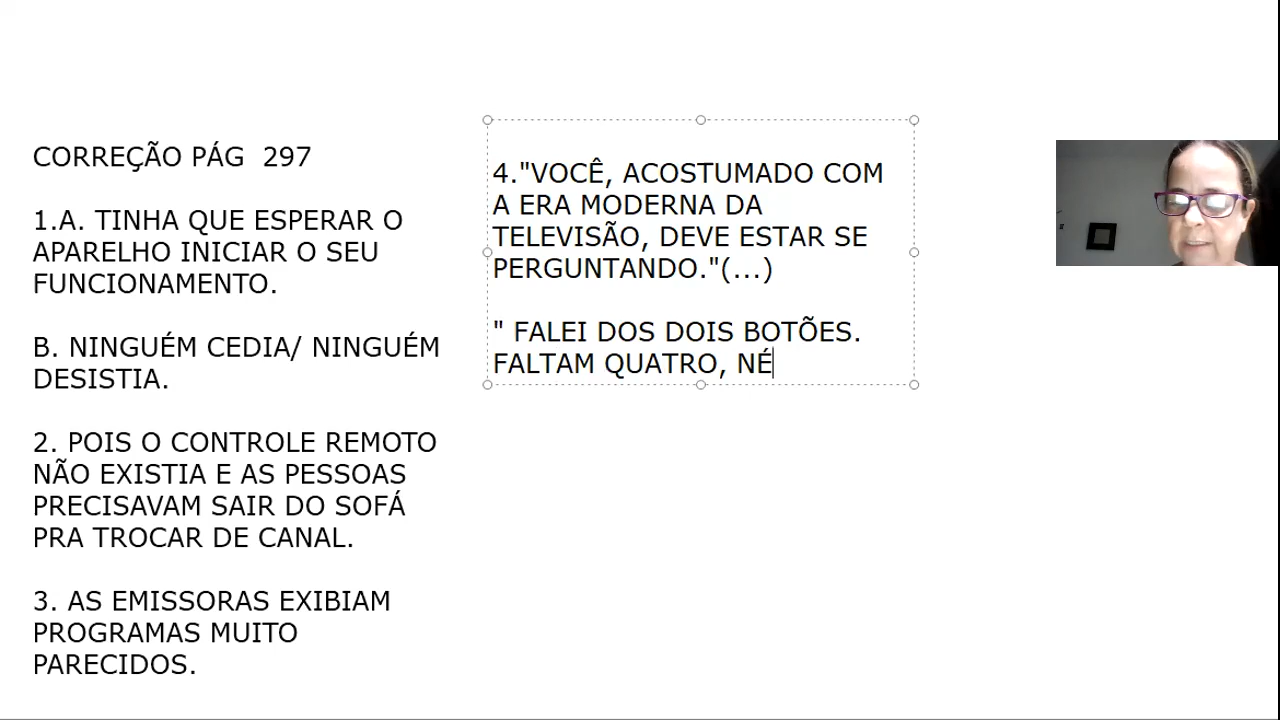 CORREÇÃO PÁG  297
1.A. TINHA QUE ESPERAR O
APARELHO INICIAR O SEU
FUNCIONAMENTO.
B. NINGUÉM CEDIA/ NINGUÉM
DESISTIA.
2. POIS O CONTROLE REMOTO
NÃO EXISTIA E AS PESSOAS
PRECISAVAM SAIR DO SOFÁ
PRA TROCAR DE CANAL.
3. AS EMISSORAS EXIBIAM
PROGRAMAS MUITO
PARECIDOS.
4."VOCÊ, ACOSTUMADO COM
A ERA MODERNA DA
TELEVISÃO, DEVE ESTAR SE
PERGUNTANDO."(...)
" FALEI DOS DOIS BOTÕES.
FALTAM QUATRO, NÉ